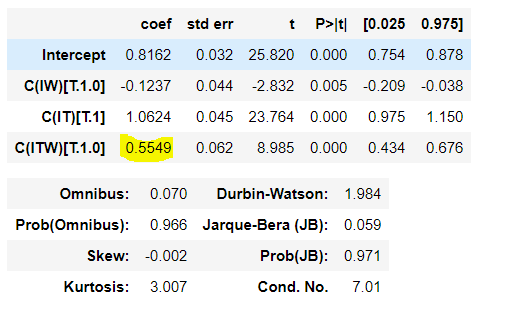 coef std err t P>|t| [0.025 0.975]
Intercept 0.8162 0.032 25.820 0.000 0.754 0.878
C(IW)[T.1.0] -0.1237 0.044 -2.832 0.005 -0.209 -0.038
C(IT)[T.1] 1.0624 0.045 23.764 0.000 0.975 1.150
C(ITW)[T.1.0] 0.5549 0.062 8.985 0.000 0.434 0.676
Omnibus: 0.070 Durbin-Watson: 1.984
Prob(Omnibus): 0.966 Jarque-Bera (JB): 0.059
Skew: -0.002 Prob(JB): 0.971
Kurtosis: 3.007 Cond. No. 7.01